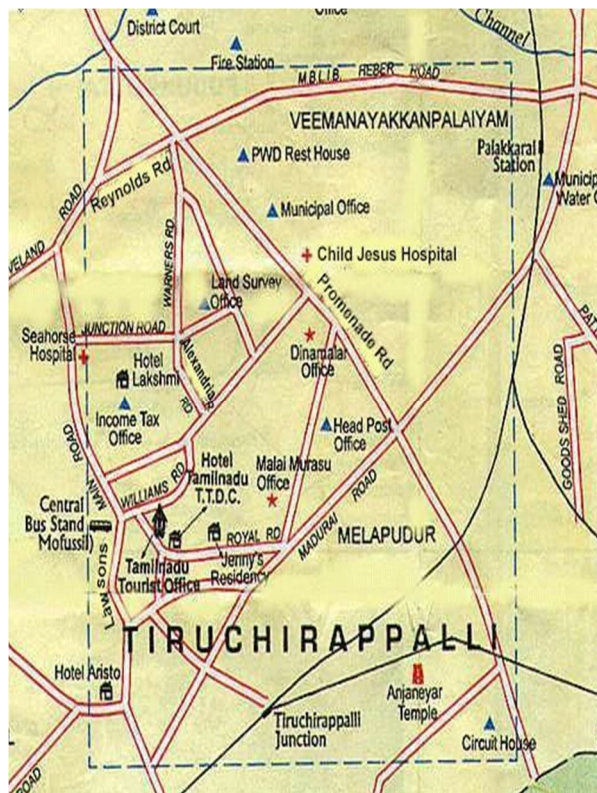 Office
District Court
Channel
Fire Station
M.B.L.I.B. HEBER ROAD
VEEMANAYAKKANPALAIYAM
Palakkarai
Station
PWD Rest House
Reynolds Rd
Municipal Office
Municip
Water
ROAD
VELAND
WARNERS RD
Child Jesus Hospital
Land Survey
Office
Promenade Rd
Seahorse
Hospital
JUNCTION ROAD
Alexandria
RD
Dinamalar
Office
Hotel
Lakshmi
Income Tax
Office
GOODS SHED ROAD
Head Post
Office
MAIN
ROAD
WILLIAMS RD
Hotel
Tamilnadu
T.T.D.C.
Malai Murasu
Office
Central
Bus Stand
Mofussil)
ROYAL RD
MADURAI ROAD
MELAPUDUR
Jenny's
Residency
Tamilnadu
Tourist Office
Lawsons
TIRUCHIRAPPALLI
Hotel Aristo
Anjaneyar
Temple
Tiruchirappalli
Junction
Circuit House
ROAD